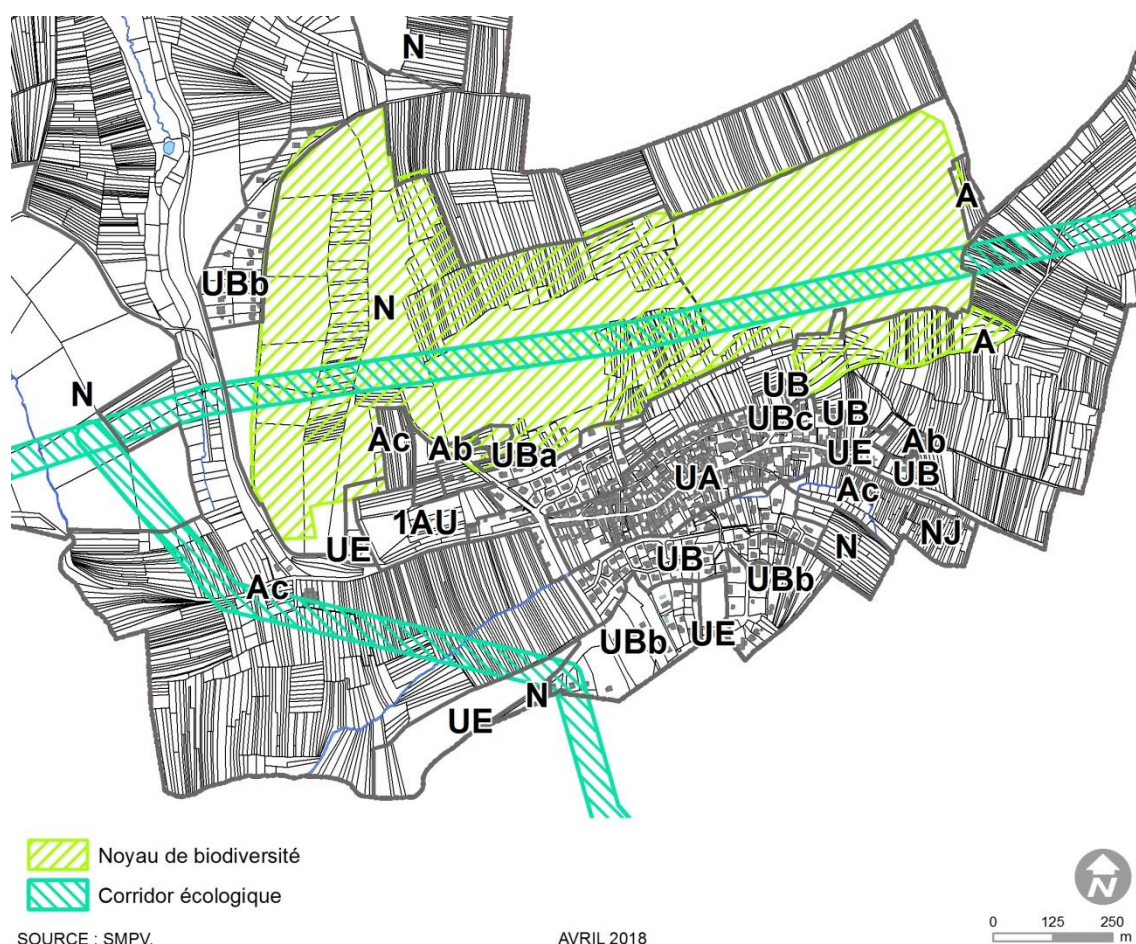 N
A
UBb
N
A
N
UB
UBc
UB
Ac
Ab
UBa
Ab
UE
UB
UA
Ac
1AU
NJ
UE
N
UB
UBb
Ac
UBb
UE
N
UE
Noyau de biodiversité
Corridor écologique
N
0 125 250
m
SOURCE : SMPV.
AVRIL 2018